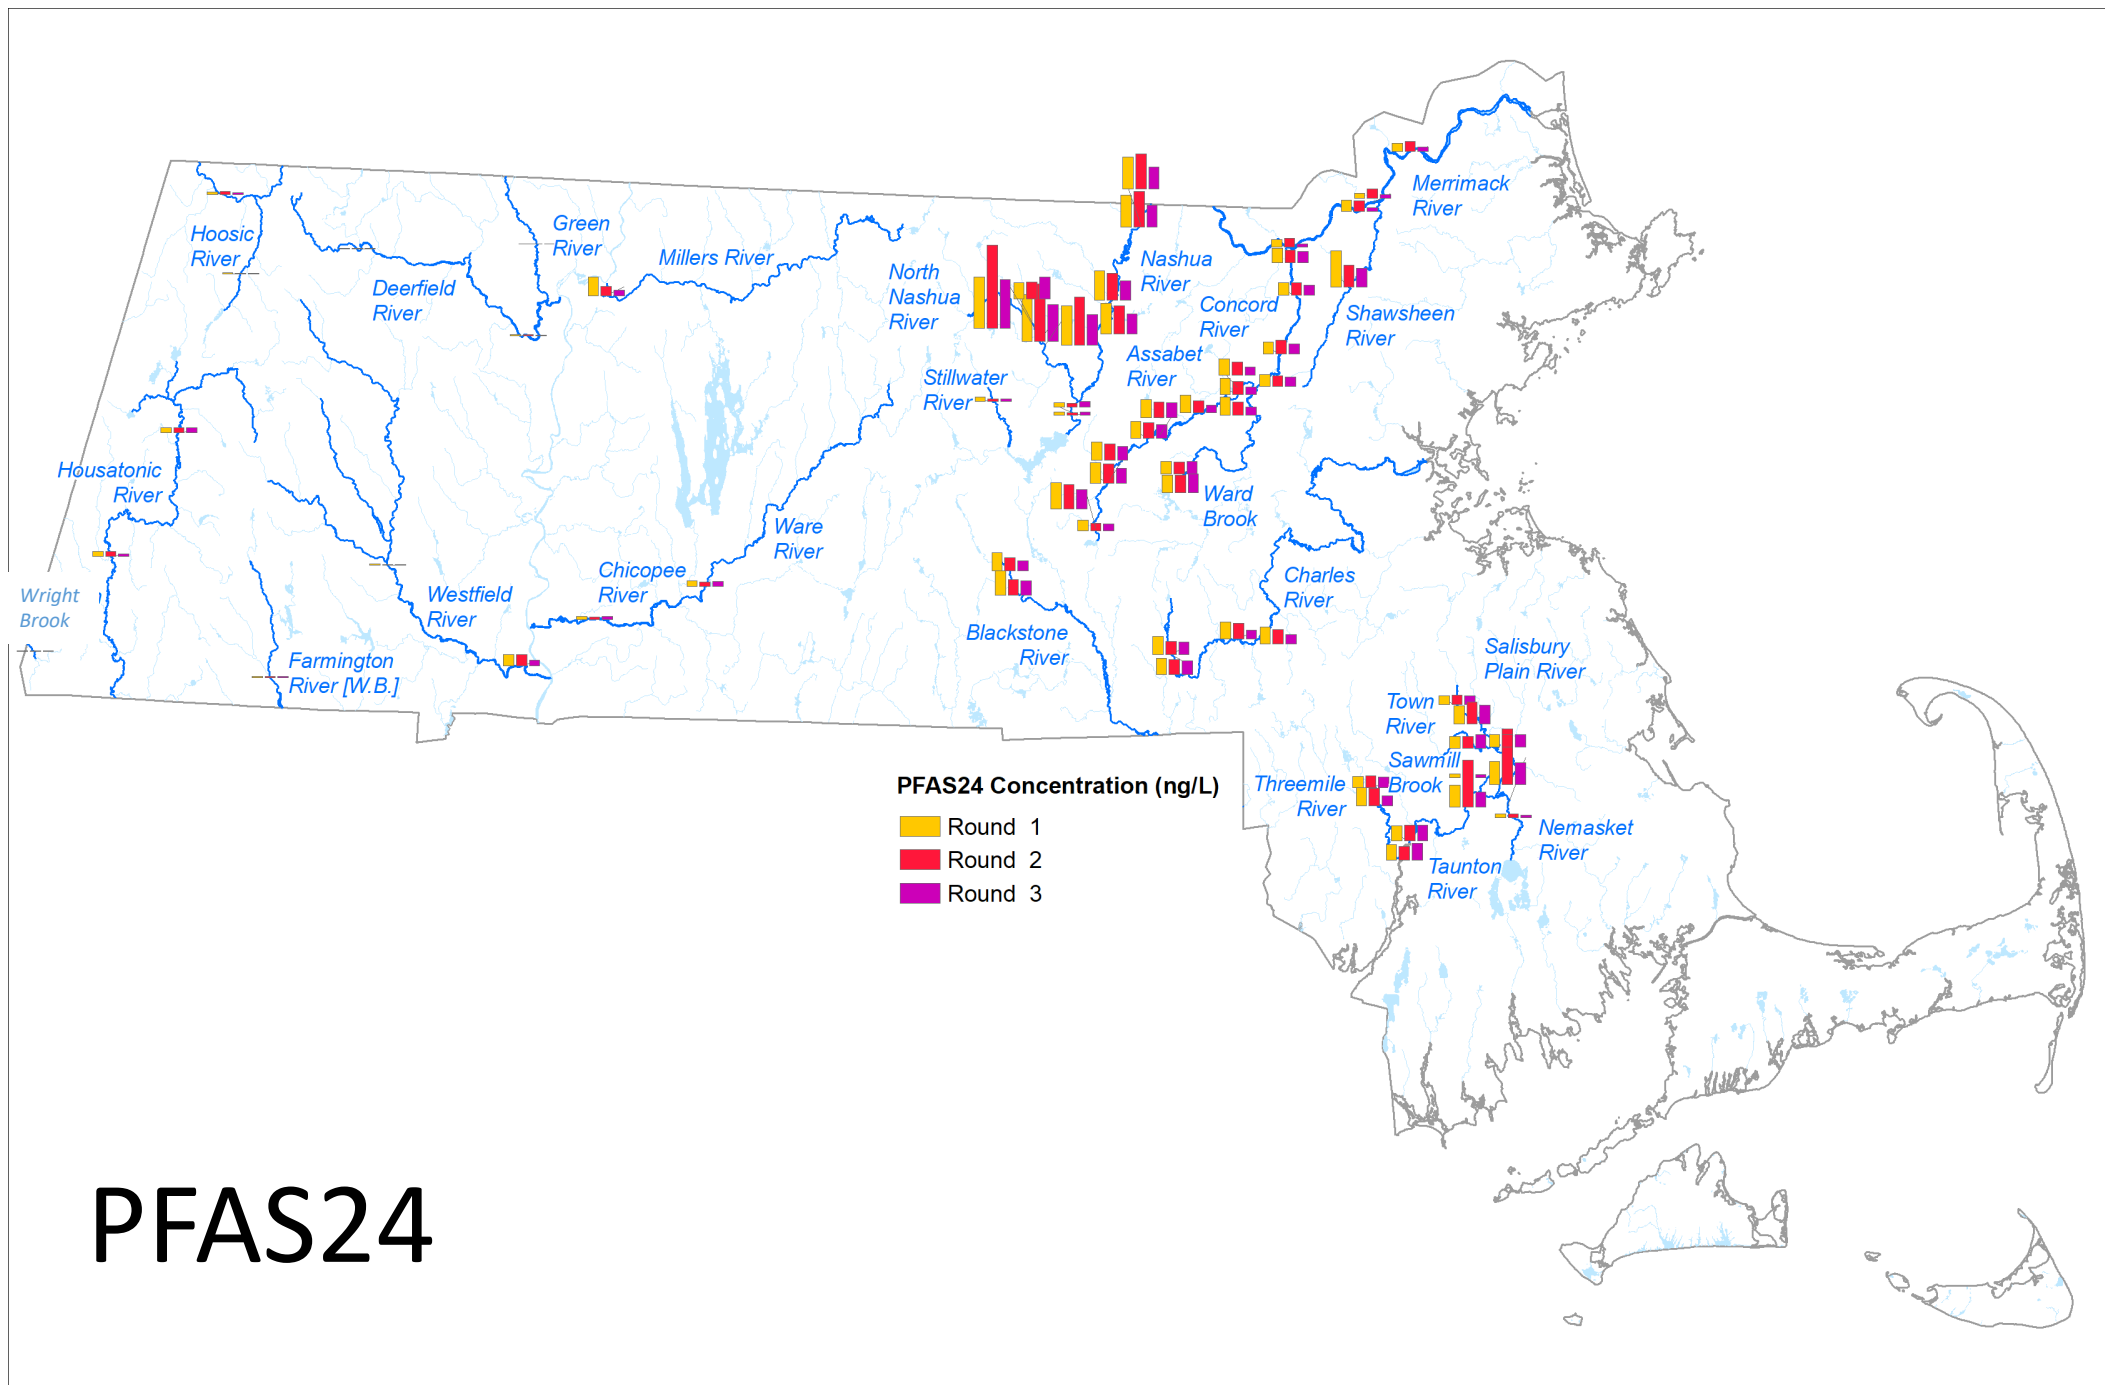 Merrimack
River
Green
River
Hoosic
River
Millers River
Nashua
River
North
Nashua
River
Deerfield
River
Concord
River
Shawsheen
River
Assabet
River
Stillwater
River
Housatonic
River
Ward
Brook
Ware
River
Chicopee
River
Charles
River
Wright
Brook
Westfield
River
Blackstone
River
Salisbury
Plain River
Farmington
River [W.B.]
Town
River
Sawmill
Brook
Threemile
River
Nemasket
River
Taunton
River
PFAS24 Concentration (ng/L)
Round 1
Round 2
Round 3
PFAS24